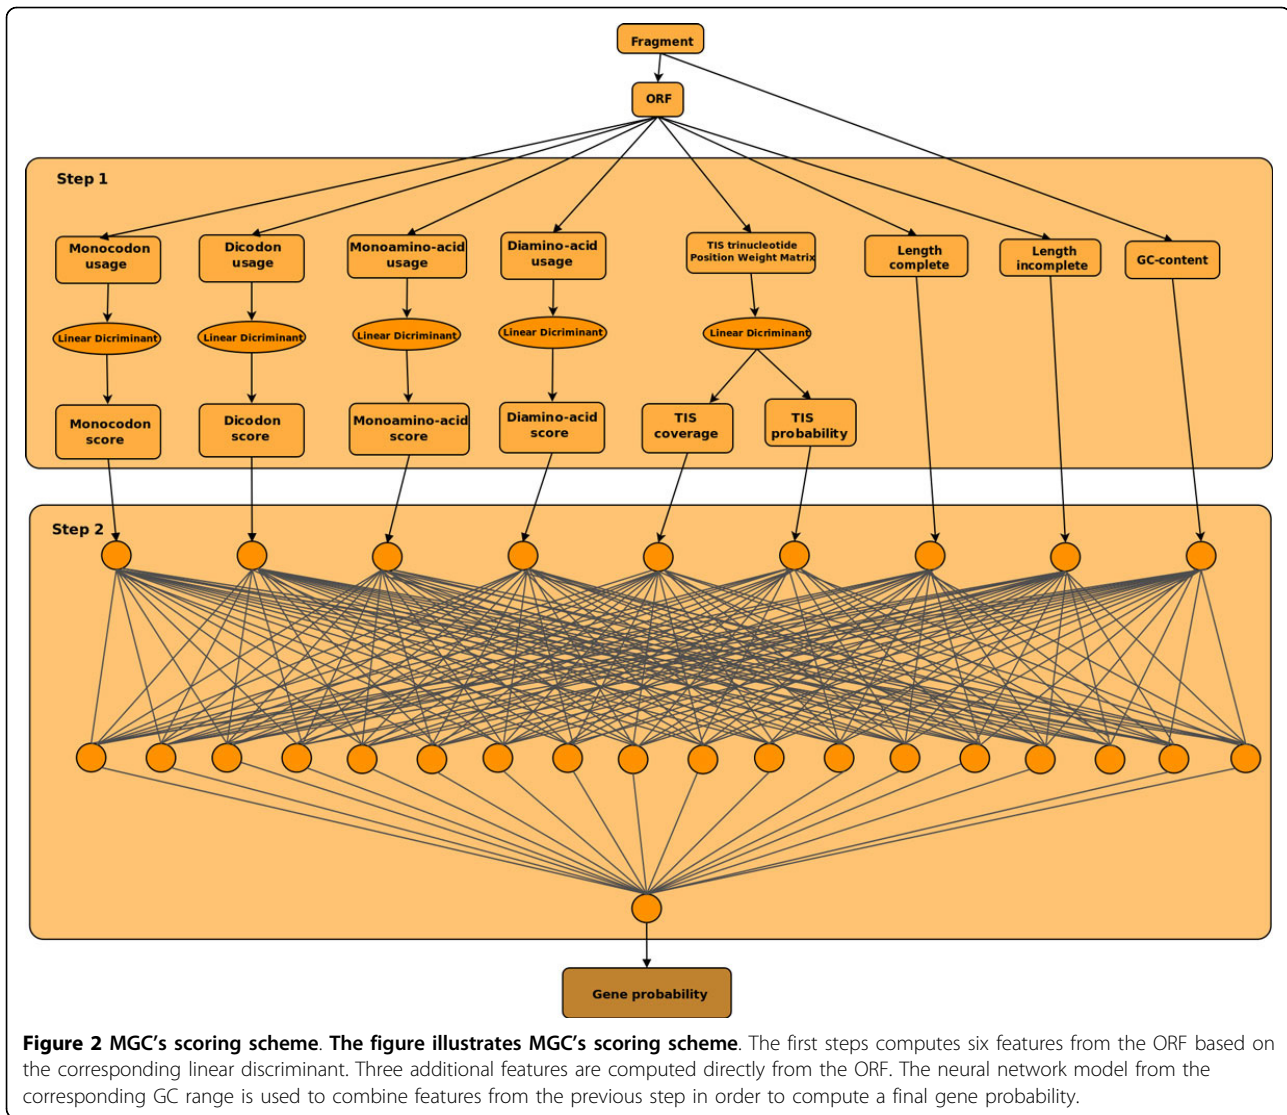 Fragment
ORF
Step 1
Monocodon
usage
Dicodon
usage
Monoamino-acid
usage
Diamino-acid
usage
TIS trinucleotide
Position Weight Matrix
Length
complete
Length
incomplete
GC-content
Linear Dicriminant
Linear Dicriminant
Linear Dicriminant
Linear Dicriminant
Linear Dicriminant
Monocodon
score
Dicodon
score
Monoamino-acid
score
Diamino-acid
score
TIS
coverage
TIS
probability
Step 2
Gene probability
Figure 2 MGC's scoring scheme. The figure illustrates MGC's scoring scheme. The first steps computes six features from the ORF based on
the corresponding linear discriminant. Three additional features are computed directly from the ORF. The neural network model from the
corresponding GC range is used to combine features from the previous step in order to compute a final gene probability.